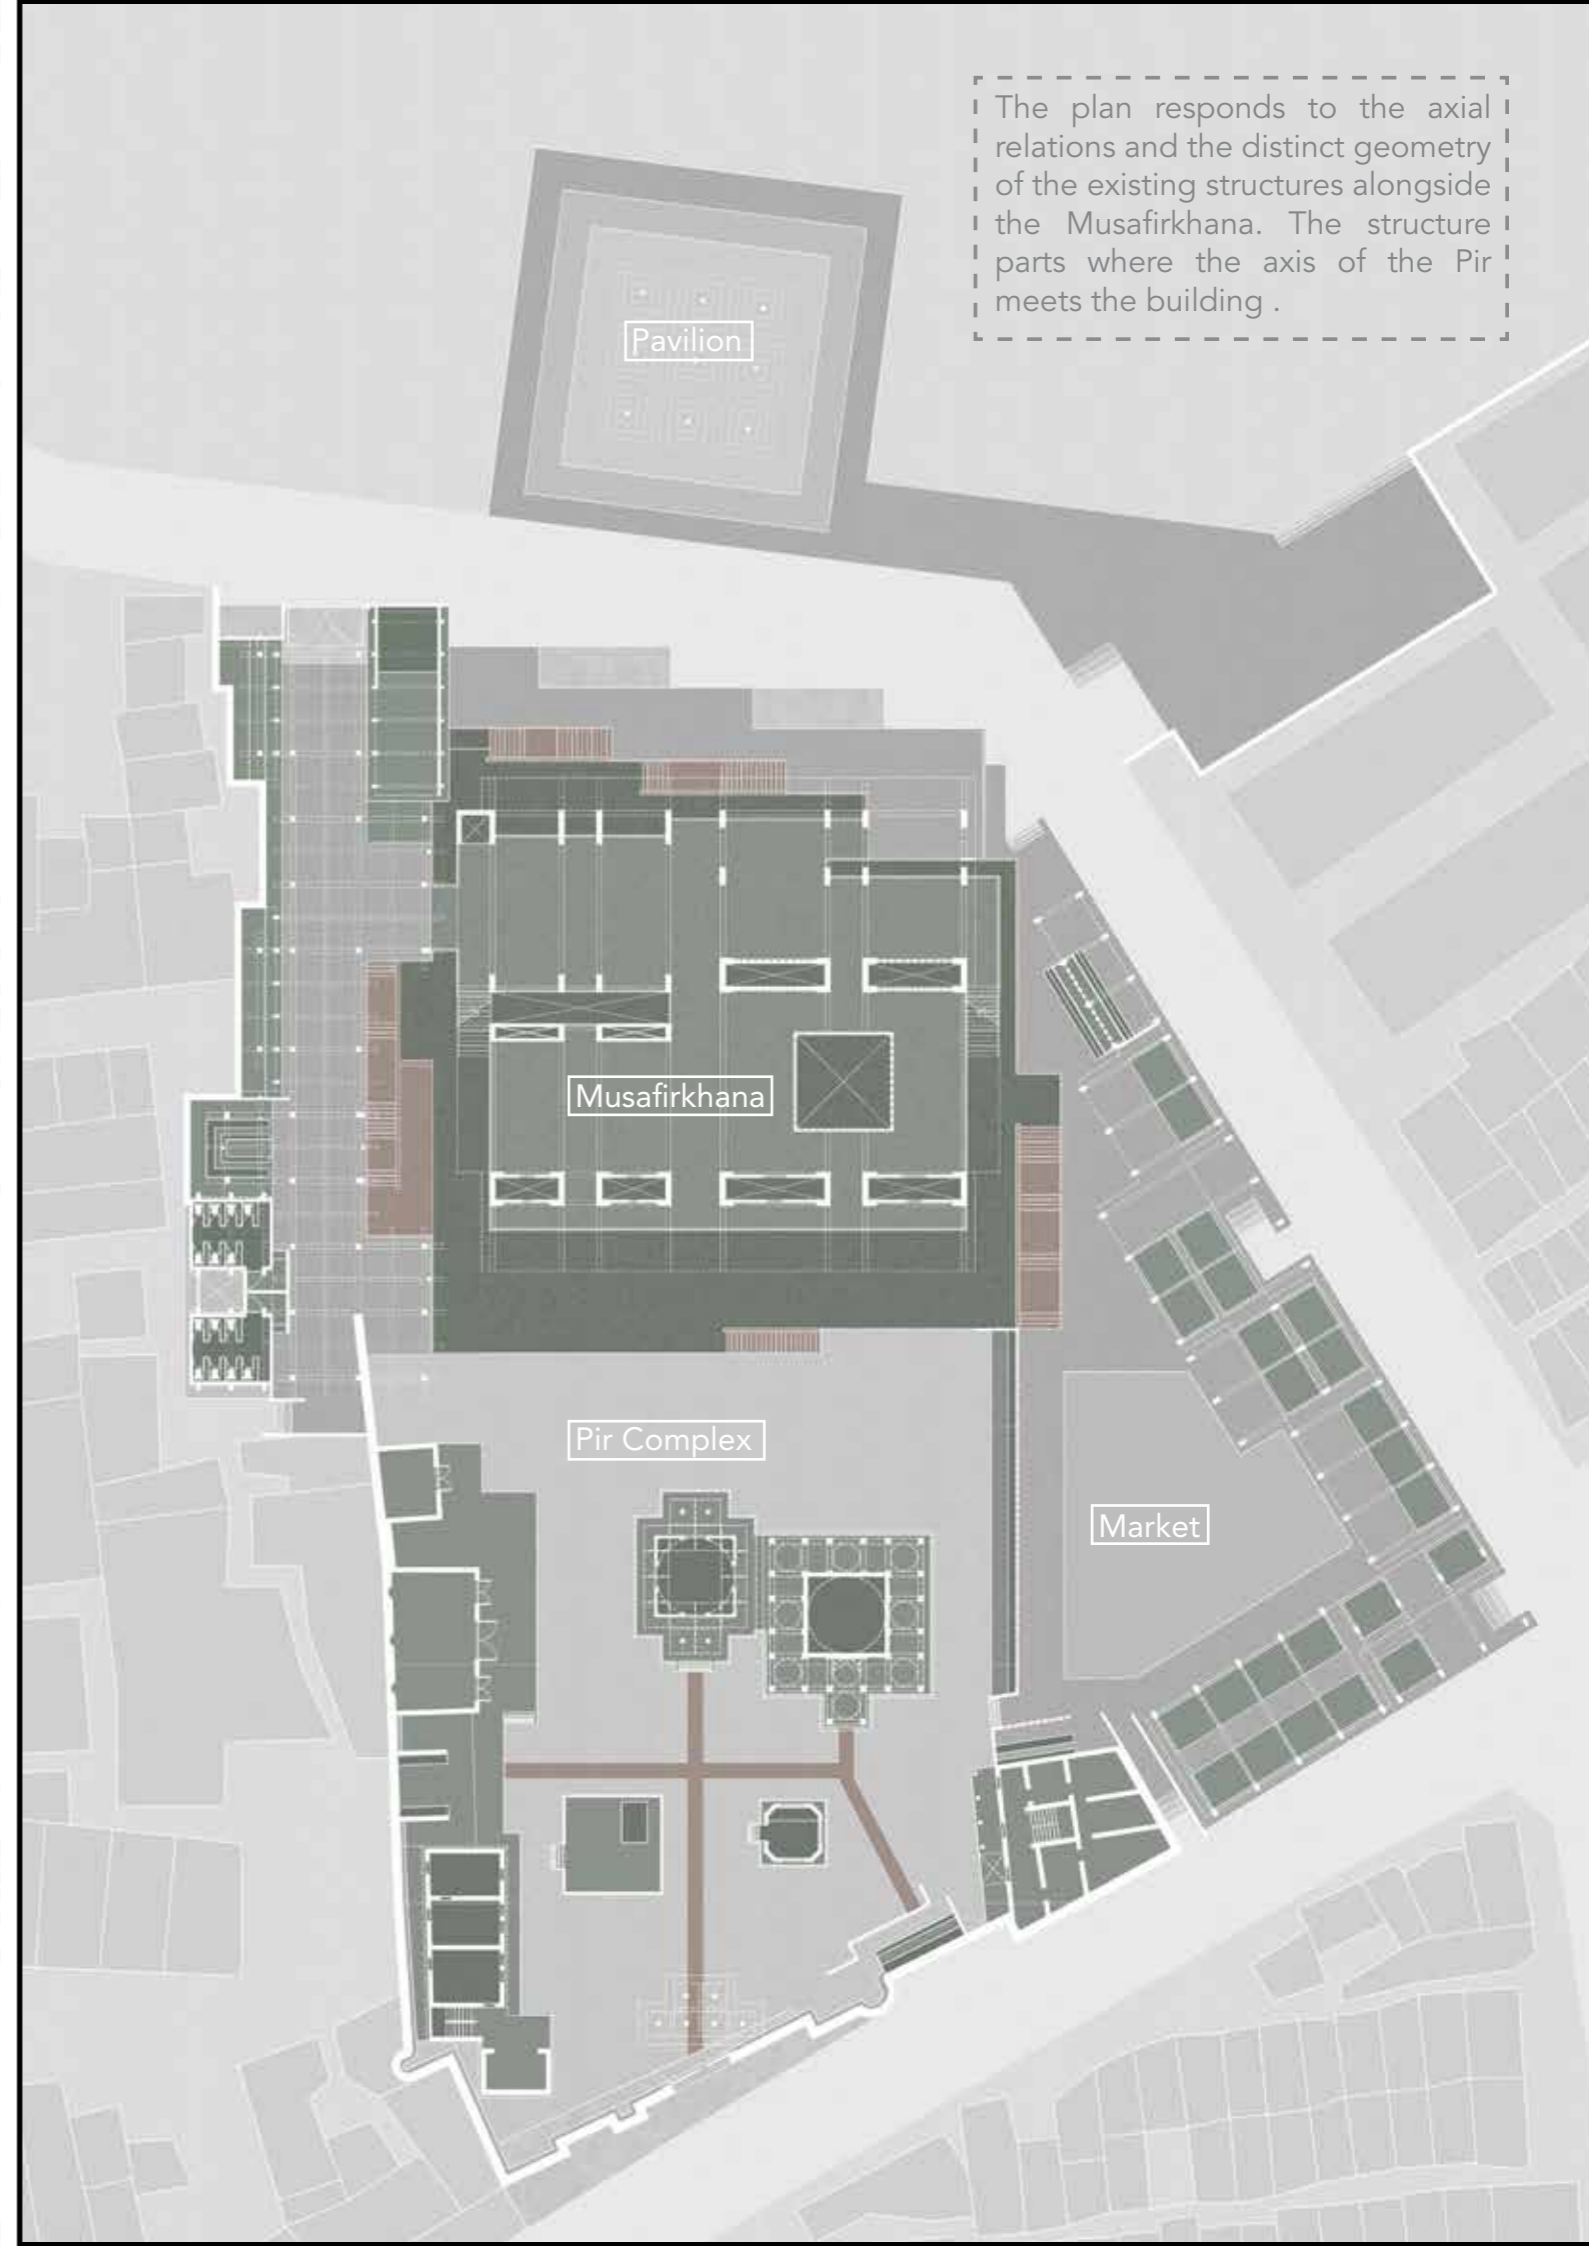 The plan responds to the axial
relations and the distinct geometry
of the existing structures alongside
the Musafirkhana. The structure
parts where the axis of the Pir
meets the building .
Pavilion
Musafirkhana
Pir Complex
Market